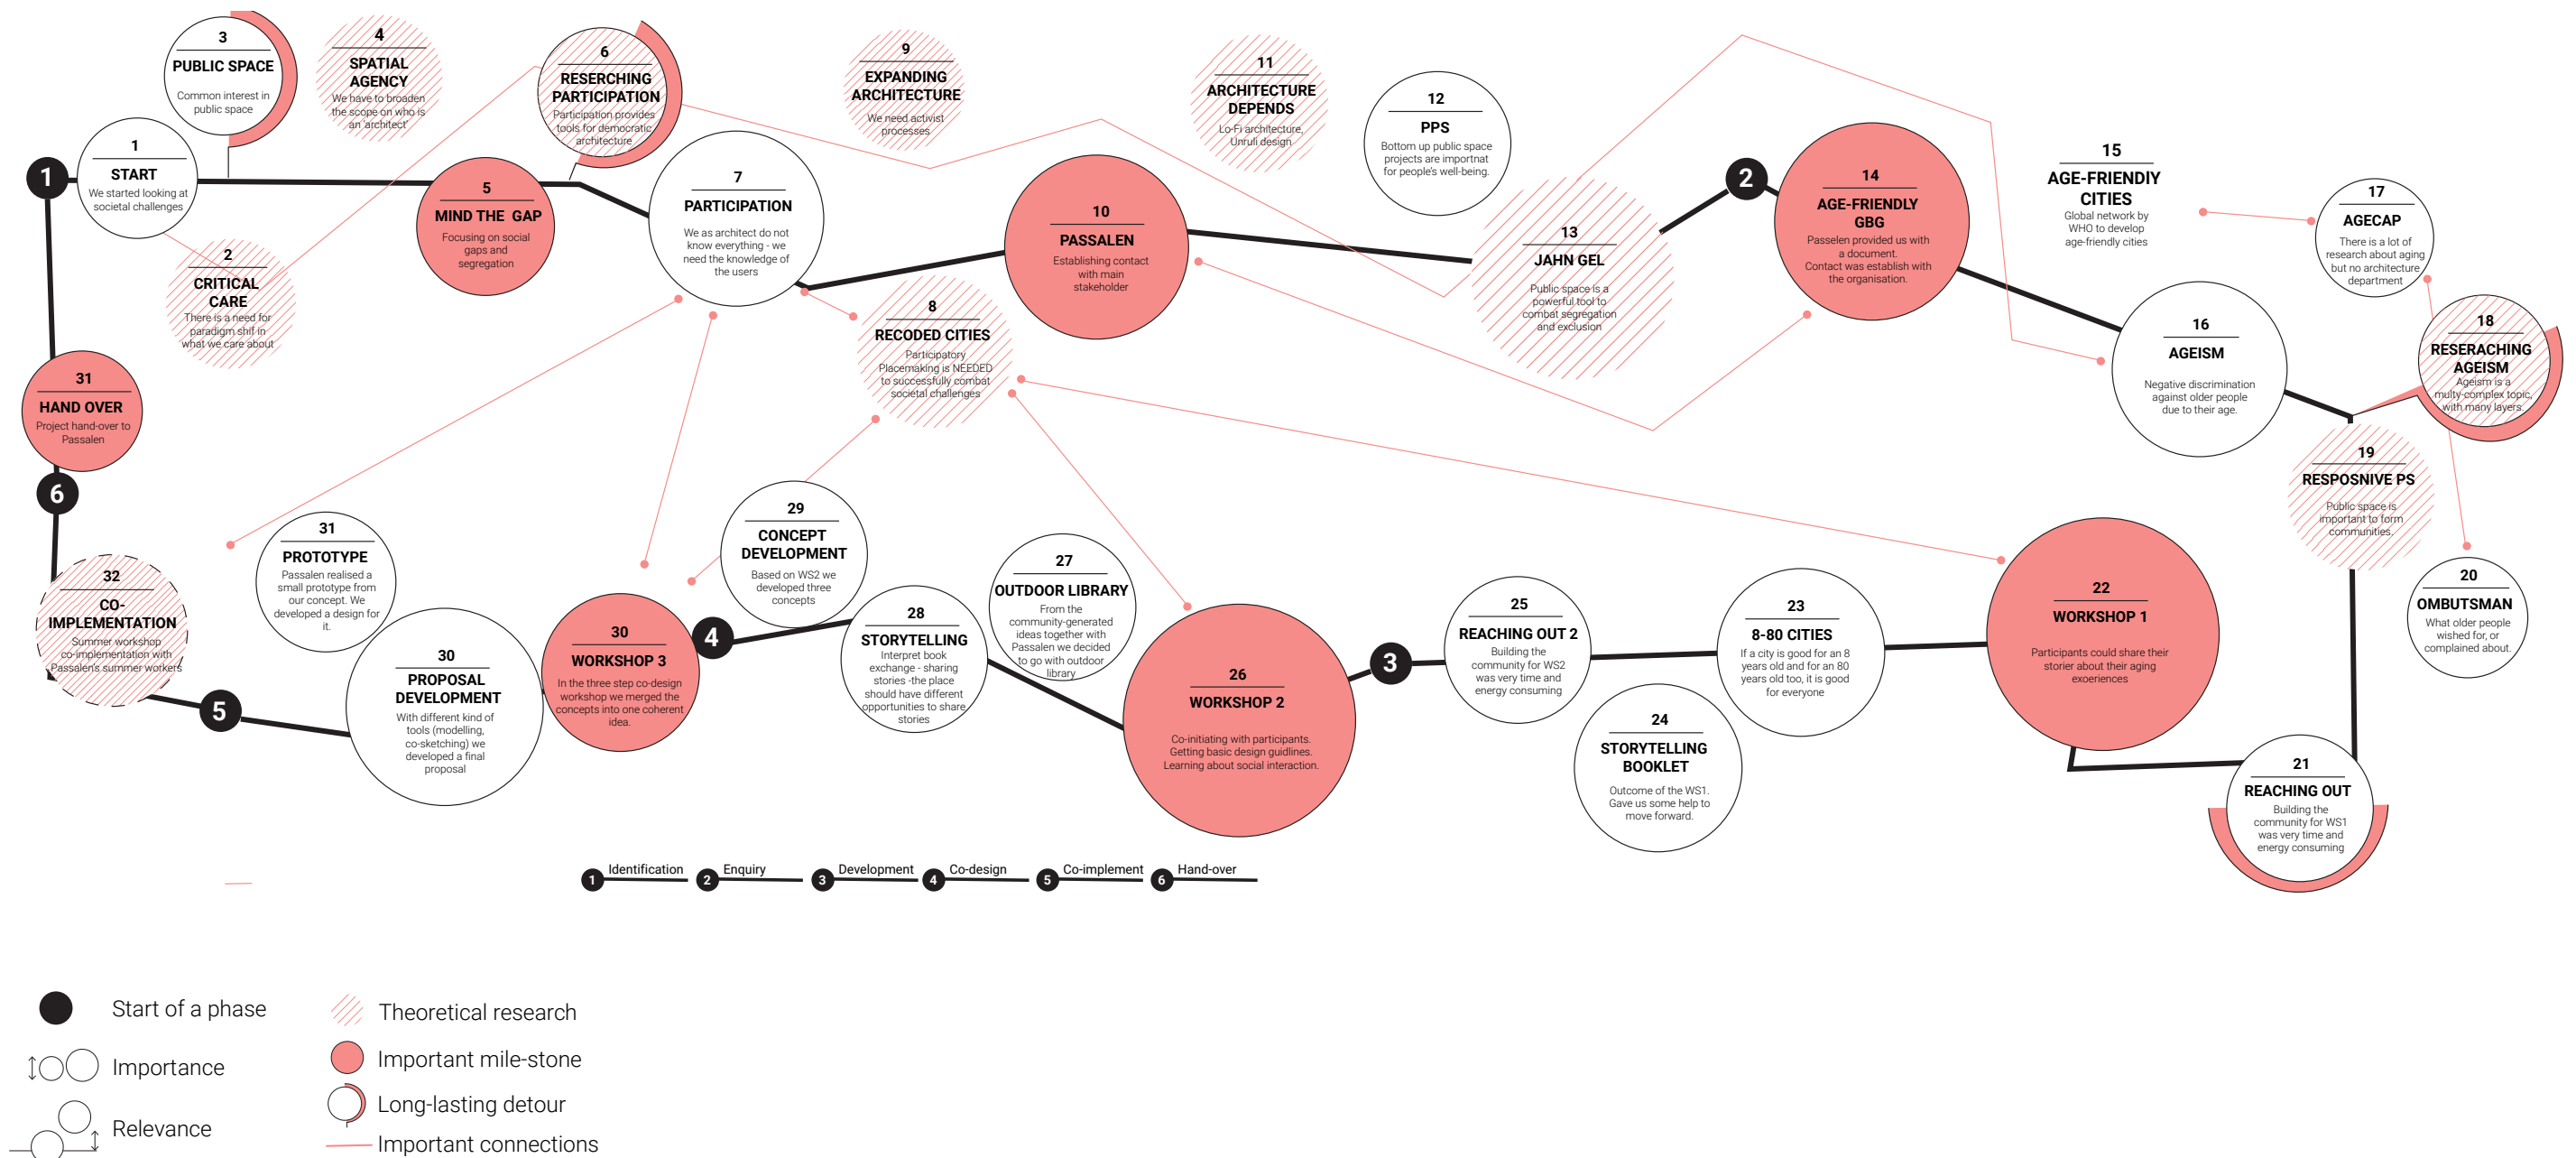 1
1
START
We started looking at
societal challenges
2
CRITICAL
CARE
There is a need for
paradigm shif in
what we care about
3
PUBLIC SPACE
Common interest in
public space
4
SPATIAL
AGENCY
We have to broaden
the scope on who is
an 'architect'
5
MIND THE GAP
Focusing on social
gaps and
segregation
6
RESERCHING
PARTICIPATION
Participation provides
tools for democratic
architecture
7
PARTICIPATION
We as architect do not
know everything - we
need the knowledge of
the users
8
RECODED CITIES
Participatory
Placemaking is NEEDED
to successfully combat
societal challenges
9
EXPANDING
ARCHITECTURE
We need activist
processes
10
PASSALEN
Establishing contact
with main
stakeholder
11
ARCHITECTURE
DEPENDS
Lo-Fi architecture,
Unruli design
12
PPS
Bottom up public space
projects are importnat
for people's well-being.
13
JAHN GEL
Public space is a
powerful tool to
combat segregation
and exclusion
2
14
AGE-FRIENDLY
GBG
Passelen provided us with
a document.
Contact was establish with
the organisation.
15
AGE-FRIENDIY
CITIES
Global network by
WHO to develop
age-friendly cities
16
AGEISM
Negative discrimination
against older people
due to their age.
17
AGECAP
There is a lot of
research about aging
but no architecture
department
18
RESERACHING
AGEISM
Ageism is a
multy-complex topic,
with many layers.
19
RESPOSNIVE PS
Public space is
important to form
communities.
20
OMBUTSMAN
What older people
wished for, or
complained about.
21
REACHING OUT
Building the
community for WS1
was very time and
energy consuming
22
WORKSHOP 1
Participants could share their
storier about their aging
exoeriences
23
8-80 CITIES
If a city is good for an 8
years old and for an 80
years old too, it is good
for everyone
24
STORYTELLING
BOOKLET
Outcome of the WS1.
Gave us some help to
move forward.
25
REACHING OUT 2
Building the
community for WS2
was very time and
energy consuming
3
26
WORKSHOP 2
Co-initiating with participants.
Getting basic design guidlines.
Learning about social interaction.
27
OUTDOOR LIBRARY
From the
community-generated
ideas together with
Passalen we decided
to go with outdoor
library
28
STORYTELLING
Interpret book
exchange - sharing
stories -the place
should have different
opportunities to share
stories
29
CONCEPT
DEVELOPMENT
Based on WS2 we
developed three
concepts
4
30
WORKSHOP 3
In the three step co-design
workshop we merged the
concepts into one coherent
idea.
30
PROPOSAL
DEVELOPMENT
With different kind of
tools (modelling,
co-sketching) we
developed a final
proposal
31
PROTOTYPE
Passalen realised a
small prototype from
our concept. We
developed a design for
it.
5
32
CO-
IMPLEMENTATION
Summer workshop
co-implementation with
Passalen's summer workers
6
31
HAND OVER
Project hand-over to
Passalen
1 Identification 2 Enquiry 3 Development 4 Co-design 5 Co-implement 6 Hand-over
Start of a phase
Importance
Relevance
Theoretical research
Important mile-stone
Long-lasting detour
Important connections